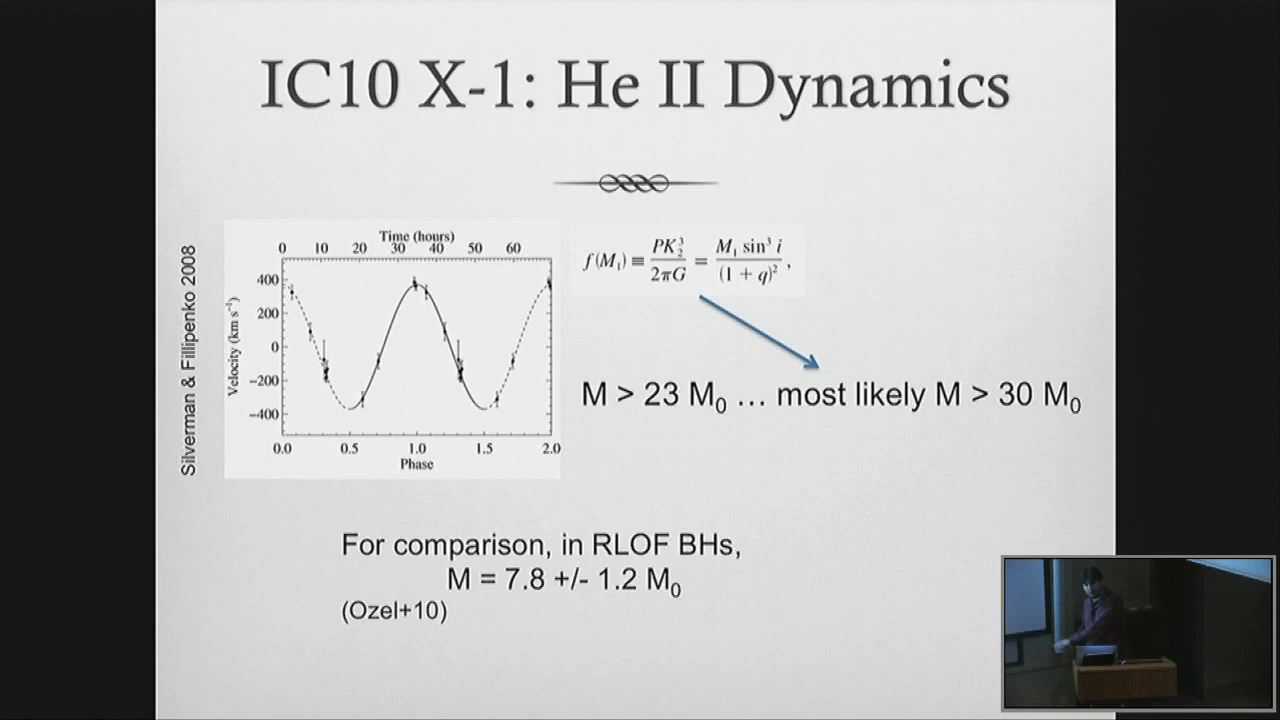 IC10 X-1: He II Dynamics
Silverman & Fillipenko 2008
Time (hours)
0 10 20 30 40 50 60
400
200
0
−200
−400
Velocity (km s⁻¹)
0.0 0.5 1.0 1.5 2.0
Phase
f(M₁) ≡ PK₂³ / 2πG = M₁ sin³ i / (1 + q)² ,
M > 23 M₀ … most likely M > 30 M₀
For comparison, in RLOF BHs,
M = 7.8 +/- 1.2 M₀
(Ozel+10)